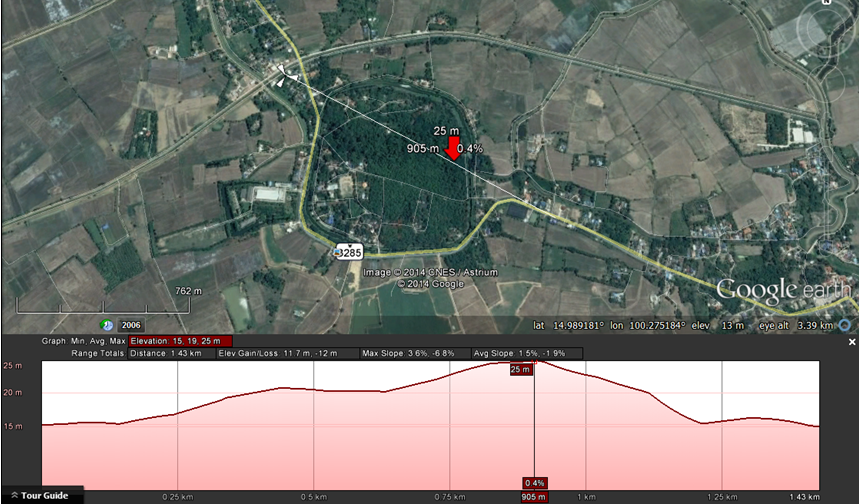 N
25 m
905 m 0.4%
3285
Image © 2014 CNES / Astrium
© 2014 Google
762 m
Google earth
2006
lat 14.989181° lon 100.275184° elev 13 m eye alt 3.39 km
Graph: Min, Avg, Max Elevation: 15, 19, 25 m
Range Totals: Distance: 1.43 km Elev Gain/Loss: 11.7 m, -12 m Max Slope: 3.6%, -6.8% Avg Slope: 1.5%, -1.9%
25 m
25 m
20 m
15 m
0.4%
Tour Guide
0.25 km 0.5 km 0.75 km 905 m 1 km 1.25 km 1.43 km